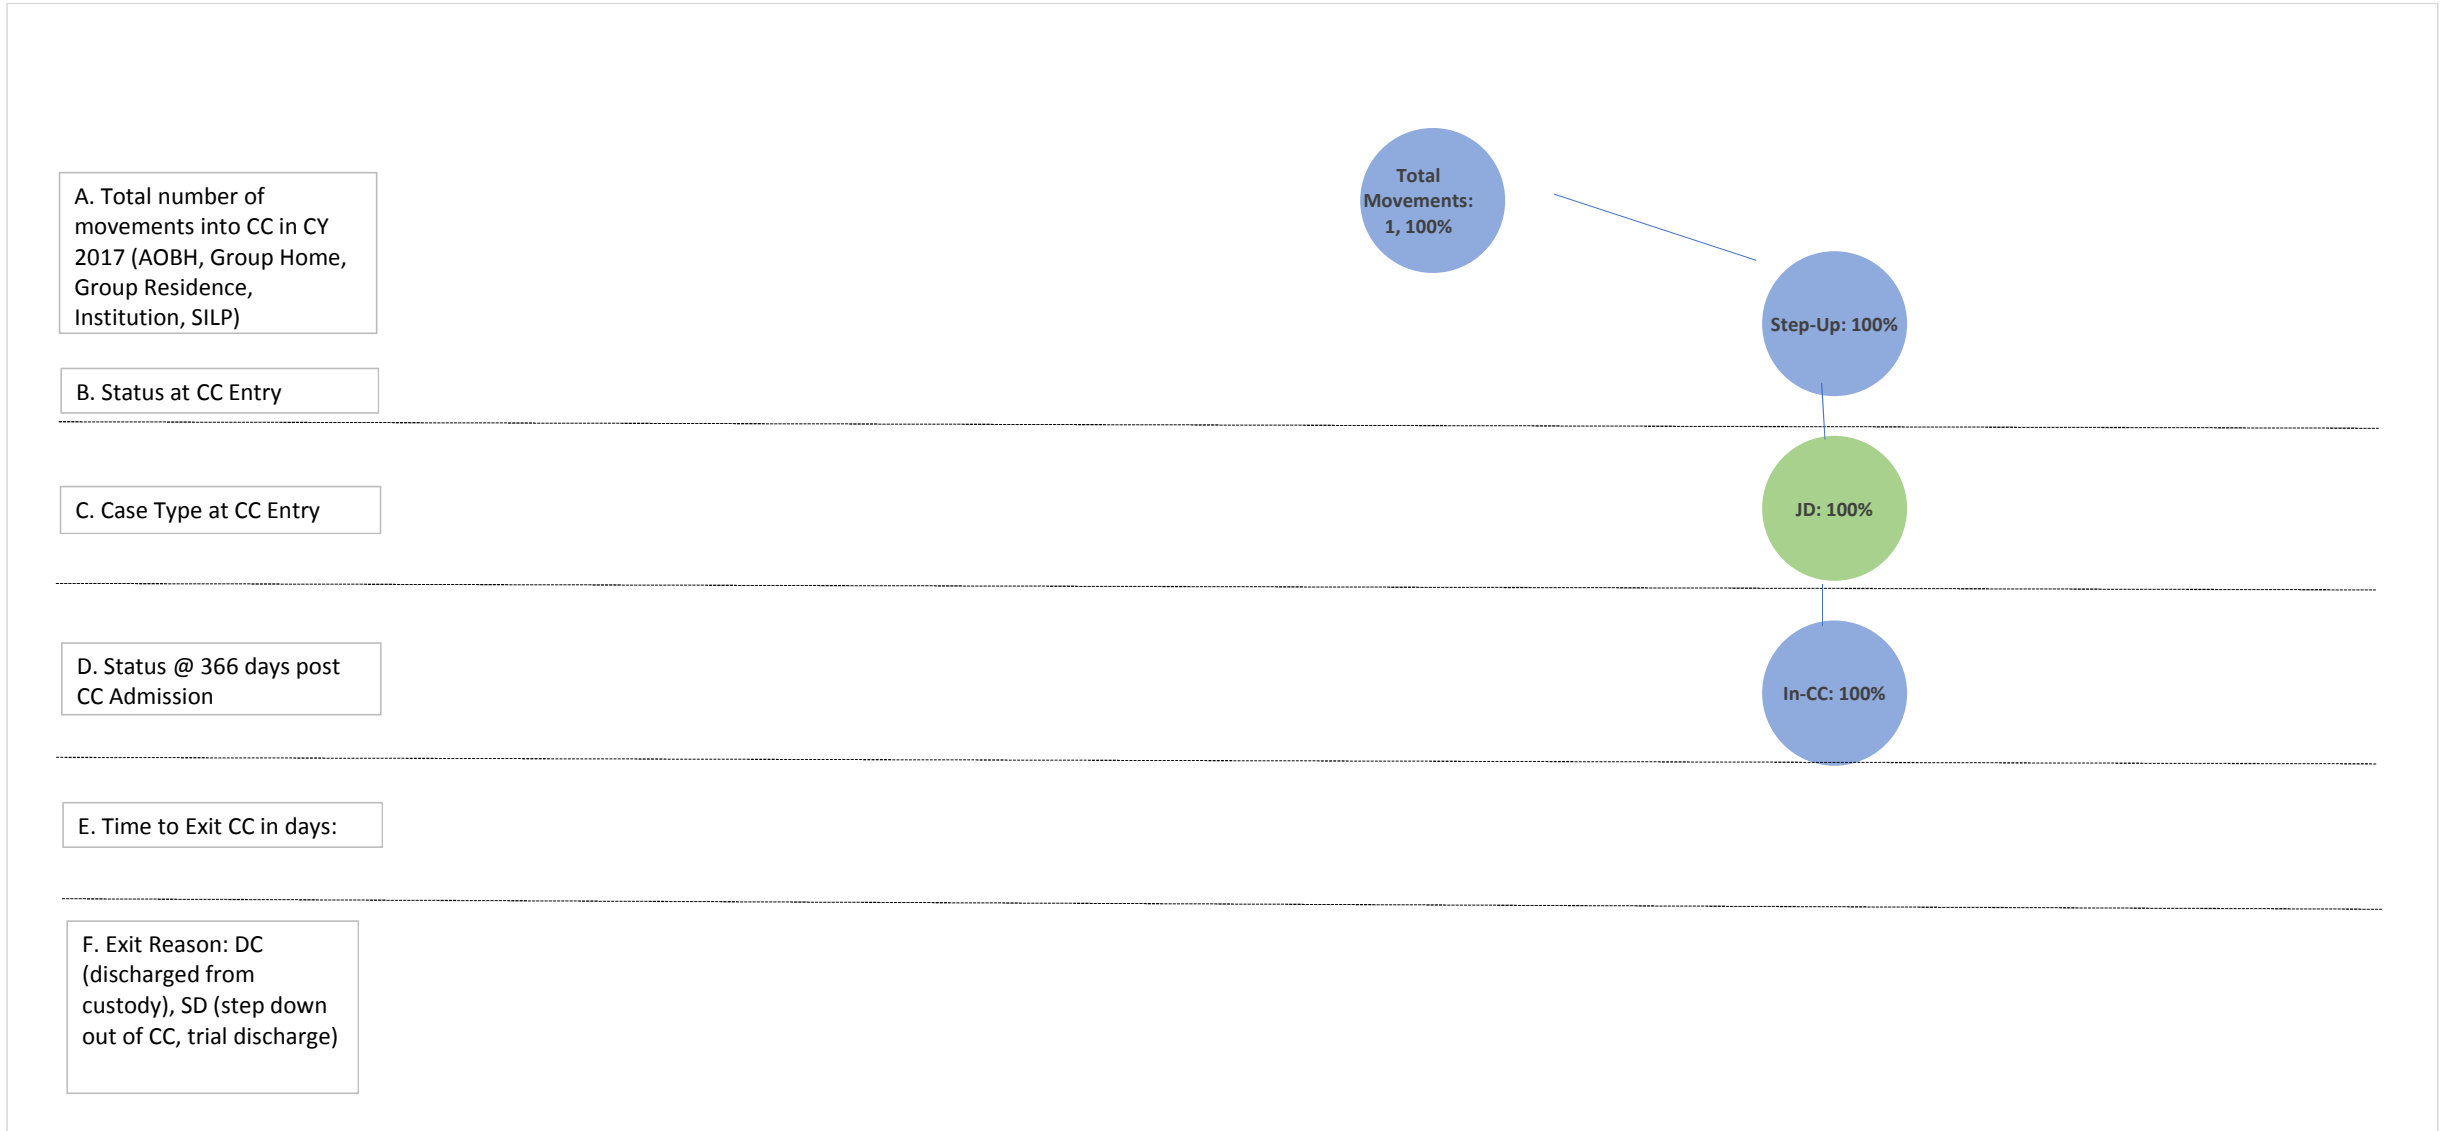 Total
Movements:
1, 100%
A. Total number of
movements into CC in CY
2017 (AOBH, Group Home,
Group Residence,
Institution, SILP)
Step-Up: 100%
B. Status at CC Entry
C. Case Type at CC Entry
JD: 100%
D. Status @ 366 days post
CC Admission
In-CC: 100%
E. Time to Exit CC in days:
F. Exit Reason: DC
(discharged from
custody), SD (step down
out of CC, trial discharge)